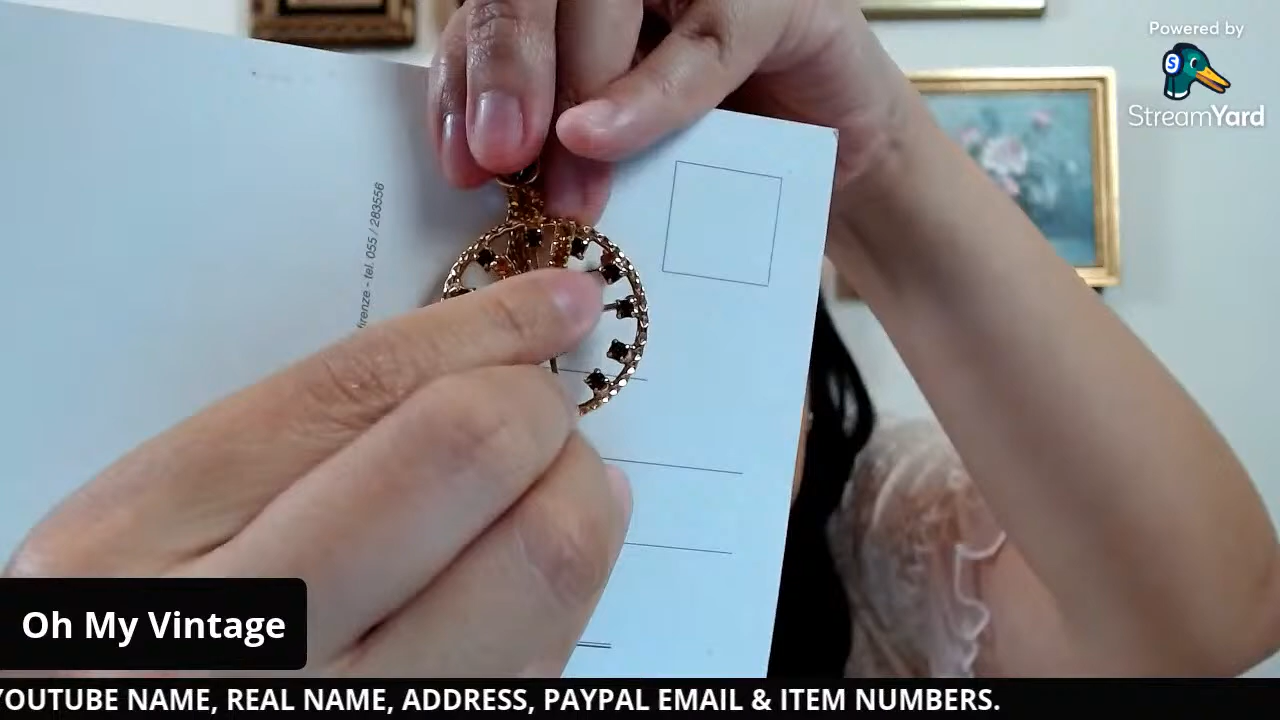 Powered by
StreamYard
irenze - tel. 055 / 283556
Oh My Vintage
YOUTUBE NAME, REAL NAME, ADDRESS, PAYPAL EMAIL & ITEM NUMBERS.